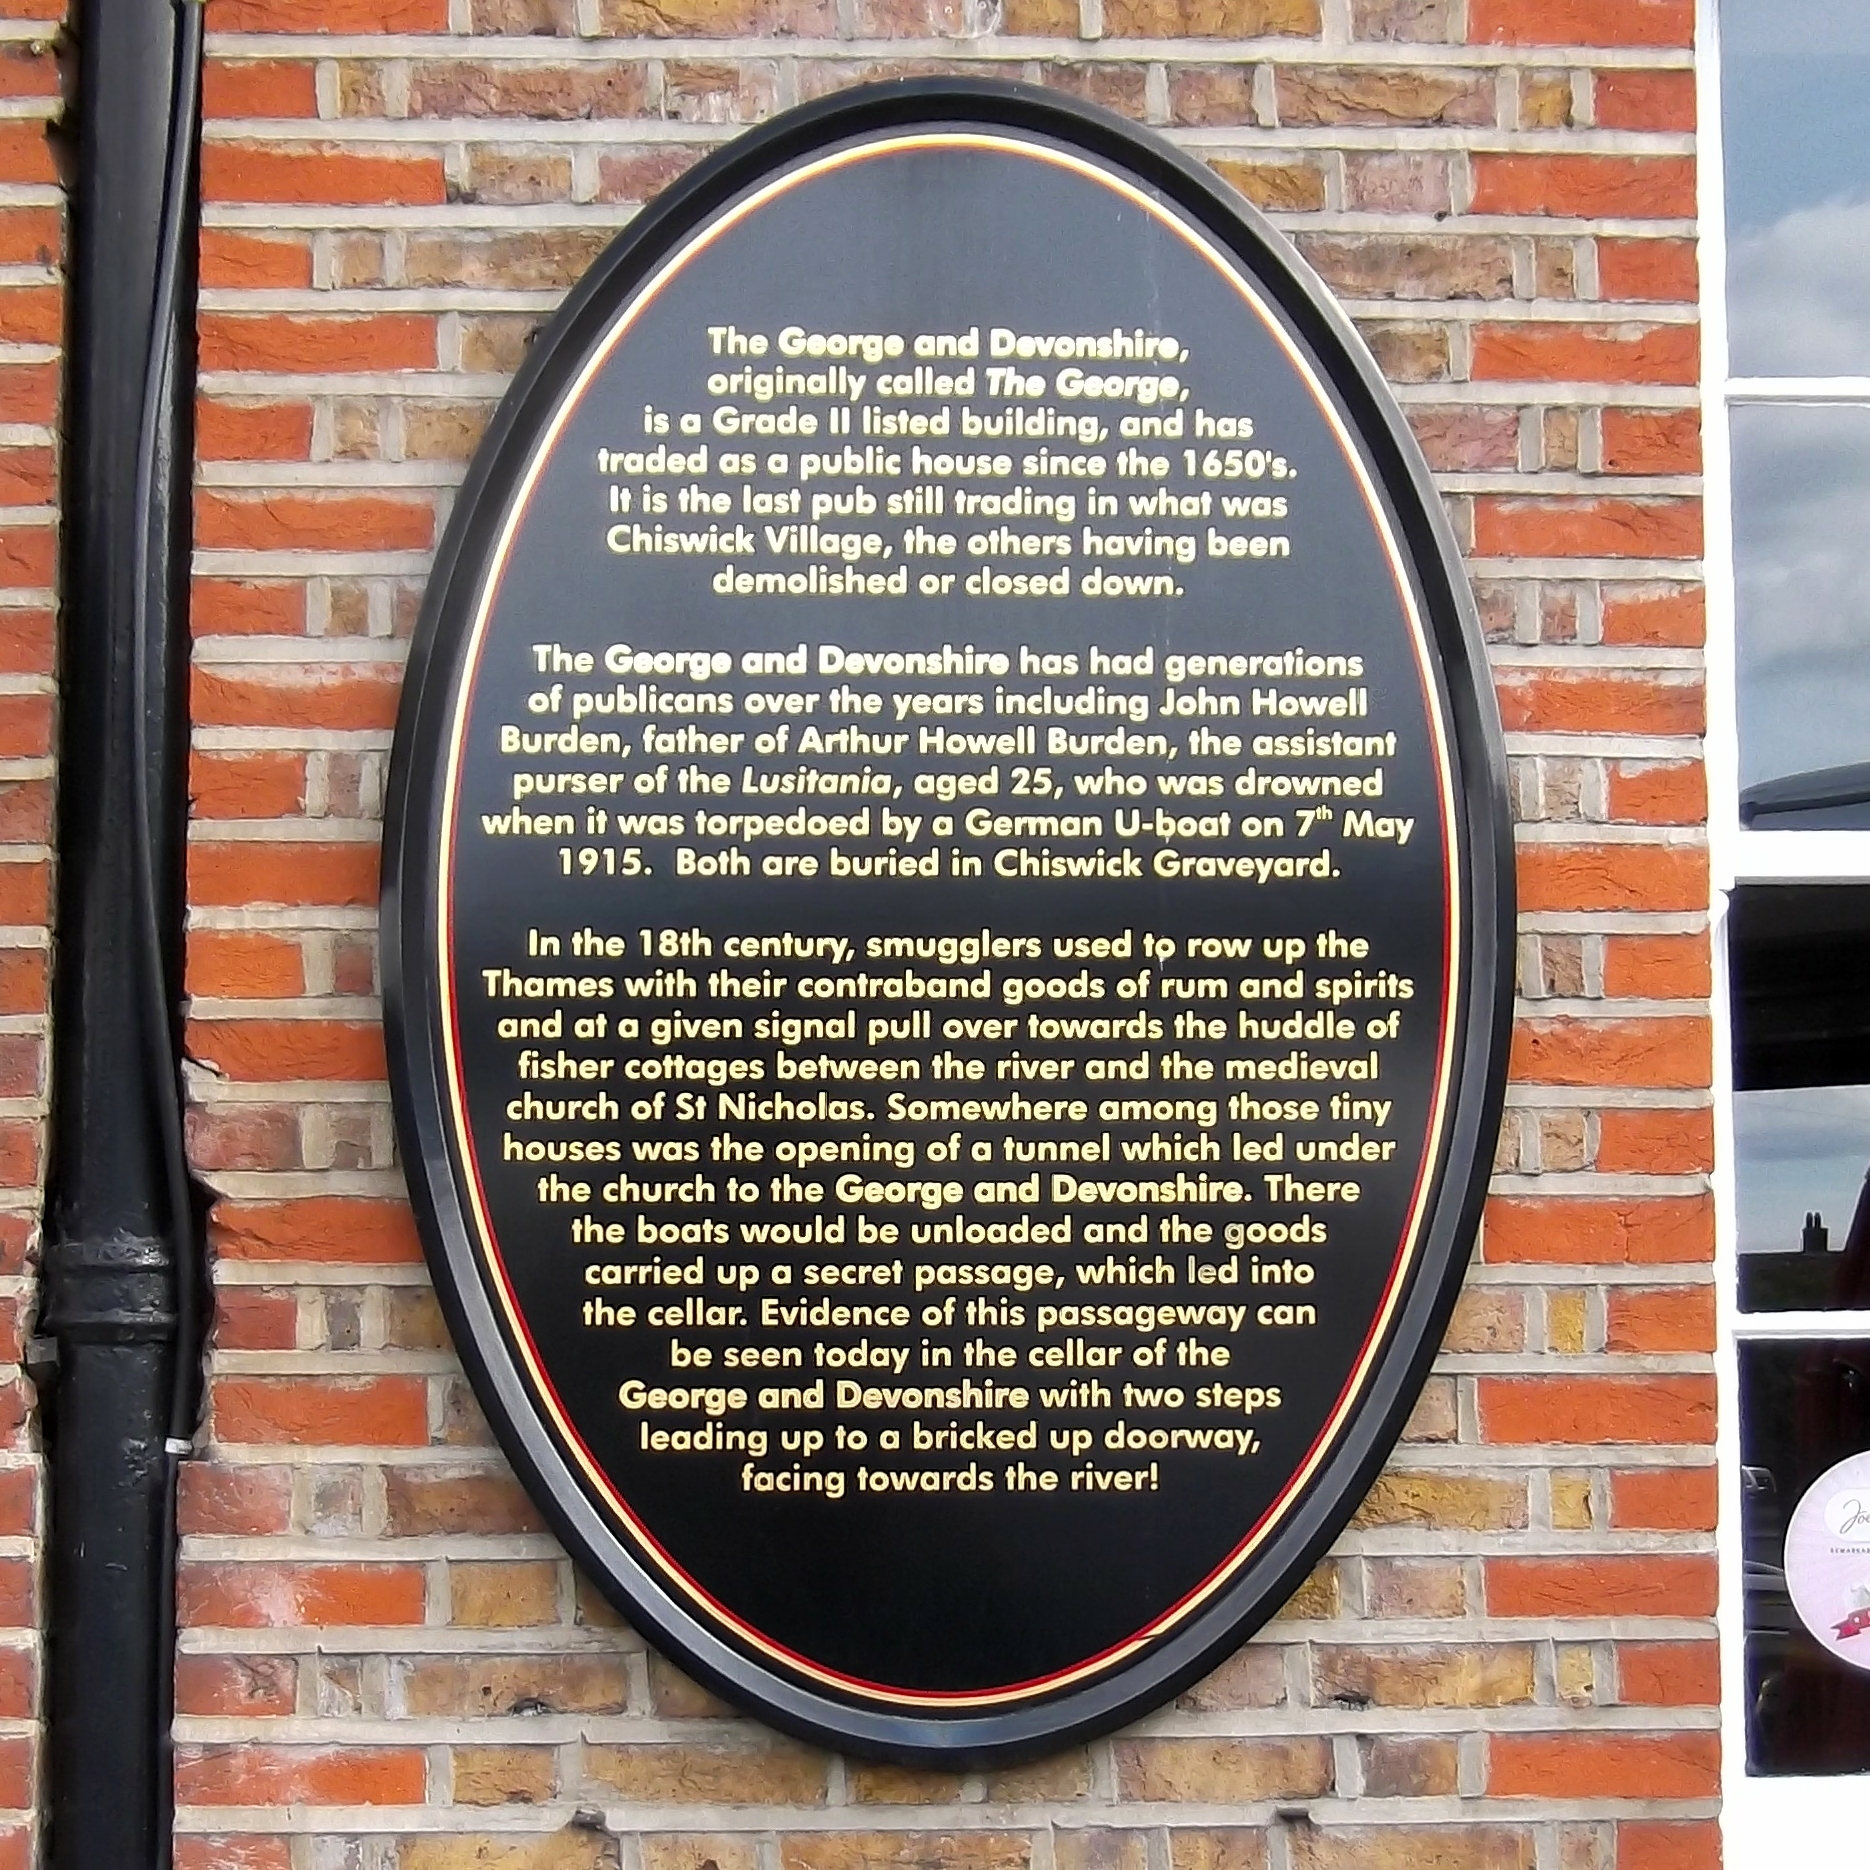 The George and Devonshire,
originally called The George,
is a Grade II listed building, and has
traded as a public house since the 1650's.
It is the last pub still trading in what was
Chiswick Village, the others having been
demolished or closed down.
The George and Devonshire has had generations
of publicans over the years including John Howell
Burden, father of Arthur Howell Burden, the assistant
purser of the Lusitania, aged 25, who was drowned
when it was torpedoed by a German U-boat on 7th May
1915. Both are buried in Chiswick Graveyard.
In the 18th century, smugglers used to row up the
Thames with their contraband goods of rum and spirits
and at a given signal pull over towards the huddle of
fisher cottages between the river and the medieval
church of St Nicholas. Somewhere among those tiny
houses was the opening of a tunnel which led under
the church to the George and Devonshire. There
the boats would be unloaded and the goods
carried up a secret passage, which led into
the cellar. Evidence of this passageway can
be seen today in the cellar of the
George and Devonshire with two steps
leading up to a bricked up doorway,
facing towards the river!